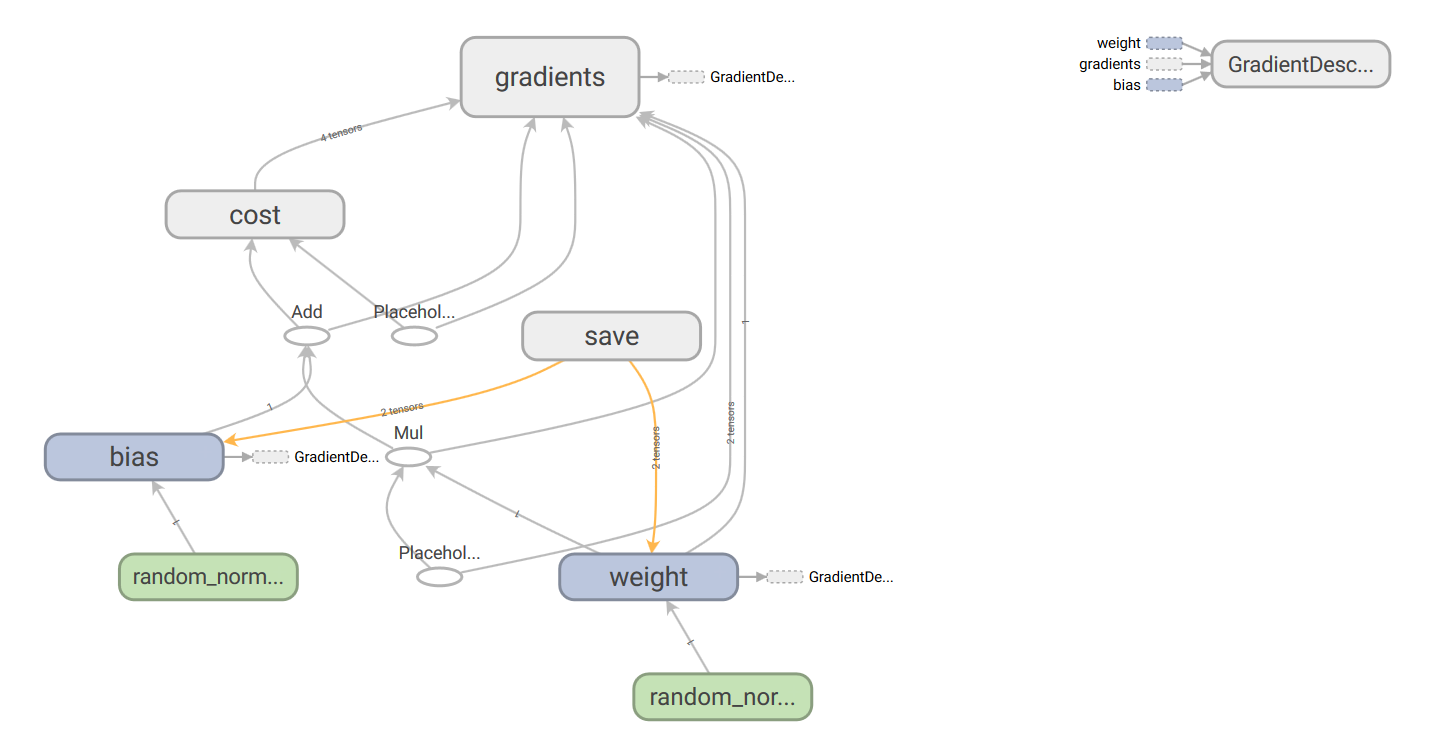 weight
gradients
GradientDe...
gradients
GradientDesc...
bias
4 tensors
cost
Add
Placehol...
save
1
1
2 tensors
2 tensors
Mul
2 tensors
bias
GradientDe...
1
1
Placehol...
random_norm...
weight
GradientDe...
1
random_nor...